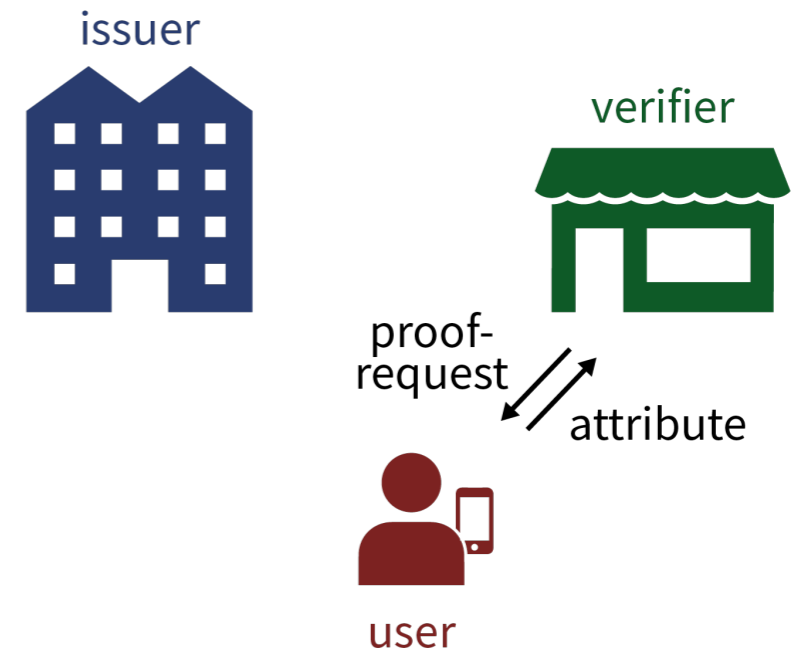 issuer
verifier
proof-
request
attribute
user